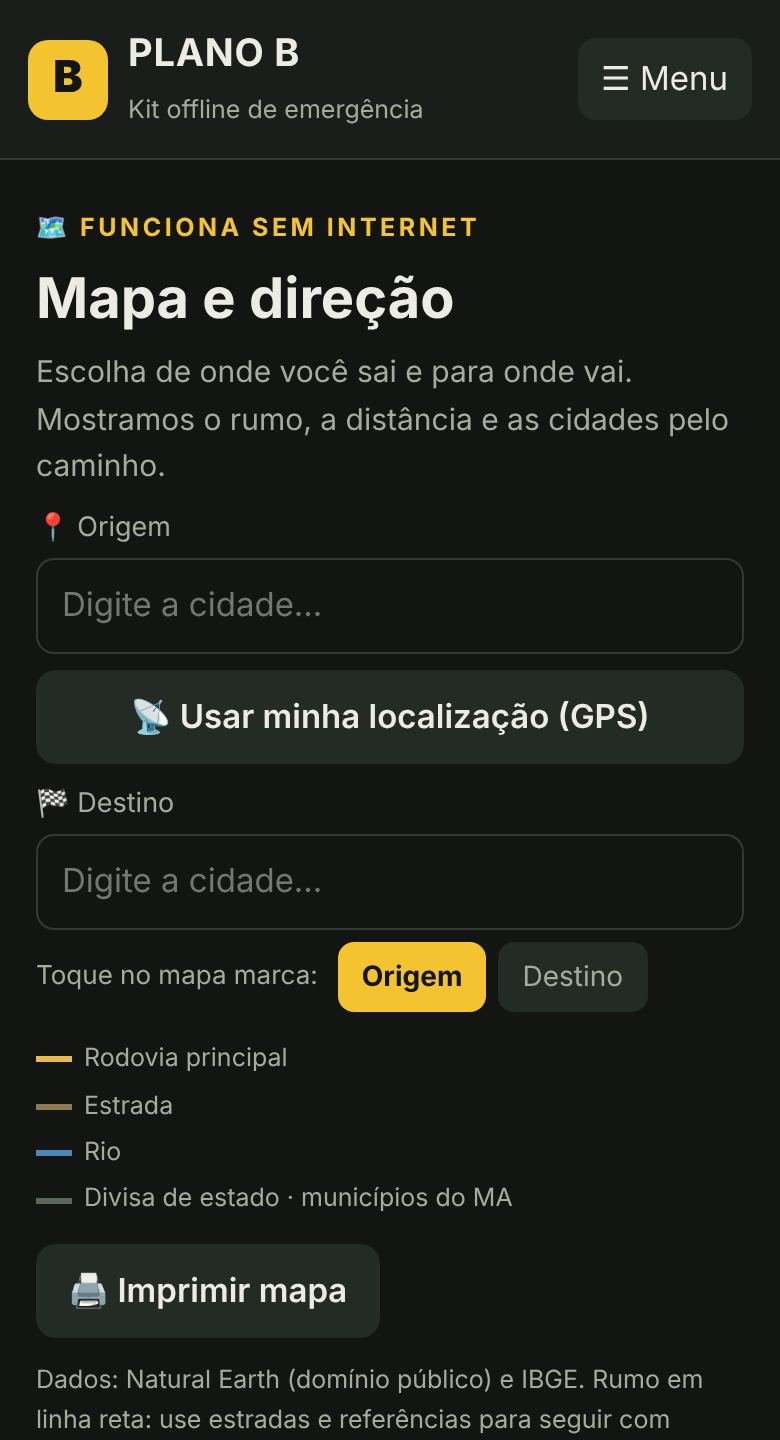 B
PLANO B
Kit offline de emergência
☰ Menu
🗺️ FUNCIONA SEM INTERNET
Mapa e direção
Escolha de onde você sai e para onde vai.
Mostramos o rumo, a distância e as cidades pelo
caminho.
📍 Origem
Digite a cidade...
📡 Usar minha localização (GPS)
🏁 Destino
Digite a cidade...
Toque no mapa marca: Origem Destino
Rodovia principal
Estrada
Rio
Divisa de estado · municípios do MA
🖨️ Imprimir mapa
Dados: Natural Earth (domínio público) e IBGE. Rumo em
linha reta: use estradas e referências para seguir com